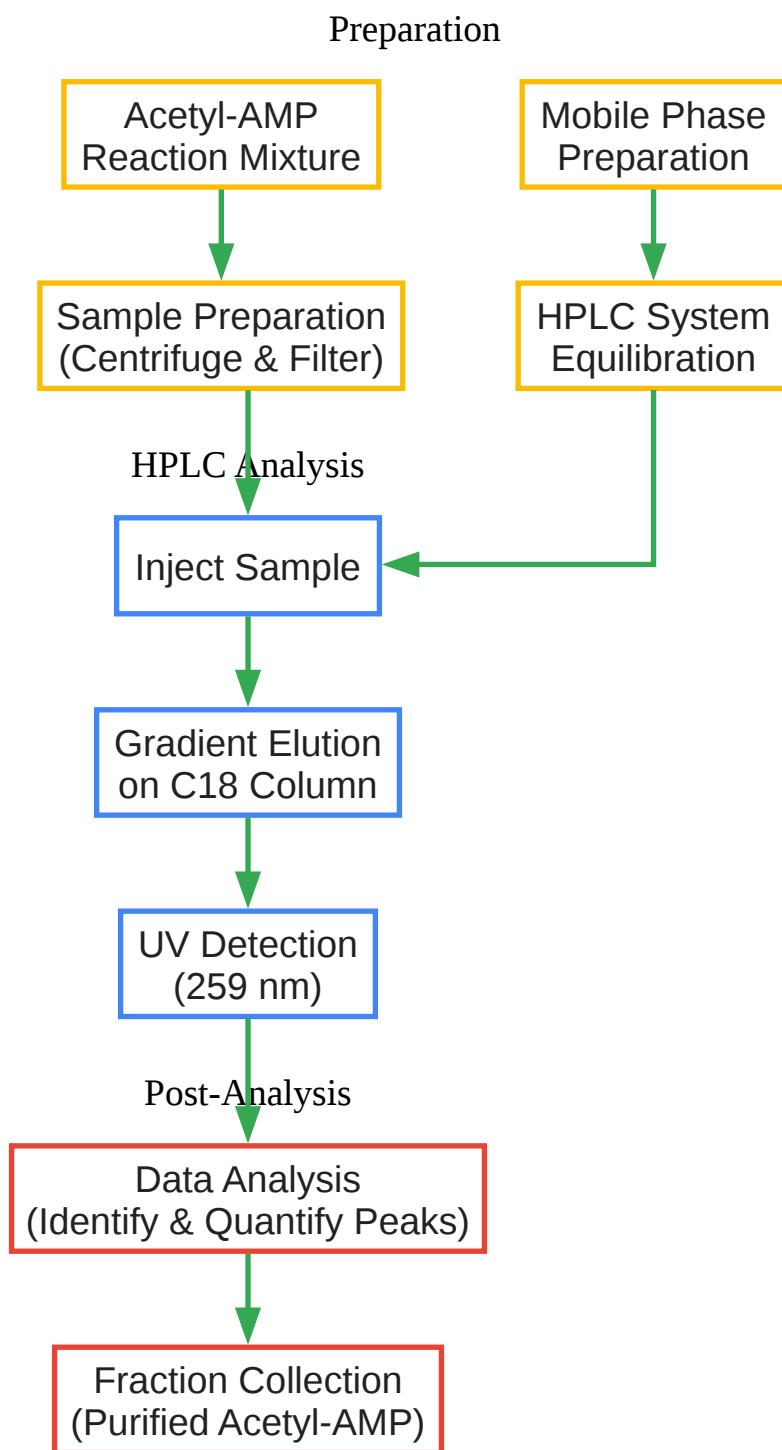 Preparation
Acetyl-AMP
Reaction Mixture
Mobile Phase
Preparation
Sample Preparation
(Centrifuge & Filter)
HPLC System
Equilibration
HPLC Analysis
Inject Sample
Gradient Elution
on C18 Column
UV Detection
(259 nm)
Post-Analysis
Data Analysis
(Identify & Quantify Peaks)
Fraction Collection
(Purified Acetyl-AMP)